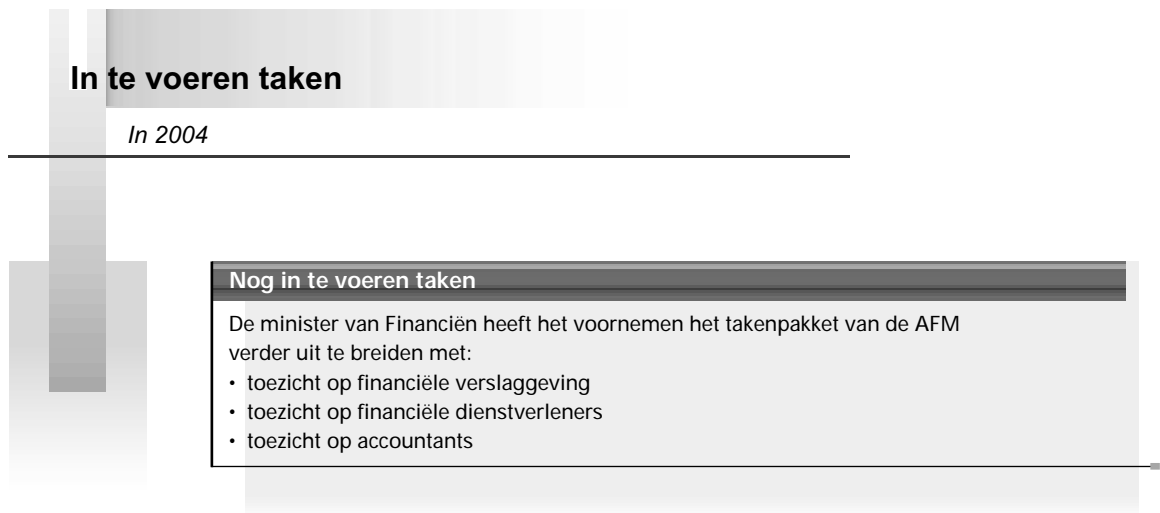 In te voeren taken
In 2004
Nog in te voeren taken
De minister van Financiën heeft het voornemen het takenpakket van de AFM
verder uit te breiden met:
• toezicht op financiële verslaggeving
• toezicht op financiële dienstverleners
• toezicht op accountants